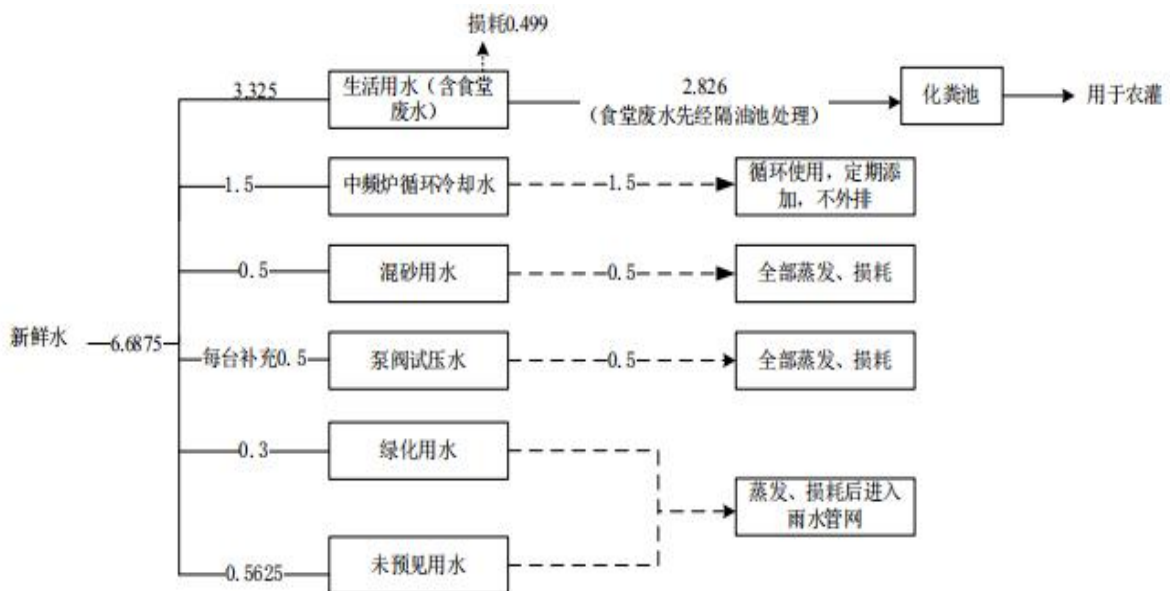 损耗0.499
3.325
生活用水（含食堂
废水）
2.826
（食堂废水先经隔油池处理）
化粪池
用于农灌
1.5
中频炉循环冷却水
1.5
循环使用，定期添
加，不外排
0.5
混砂用水
0.5
全部蒸发、损耗
新鲜水
6.6875
每台补充0.5
泵阀试压水
0.5
全部蒸发、损耗
0.3
绿化用水
蒸发、损耗后进入
雨水管网
0.5625
未预见用水